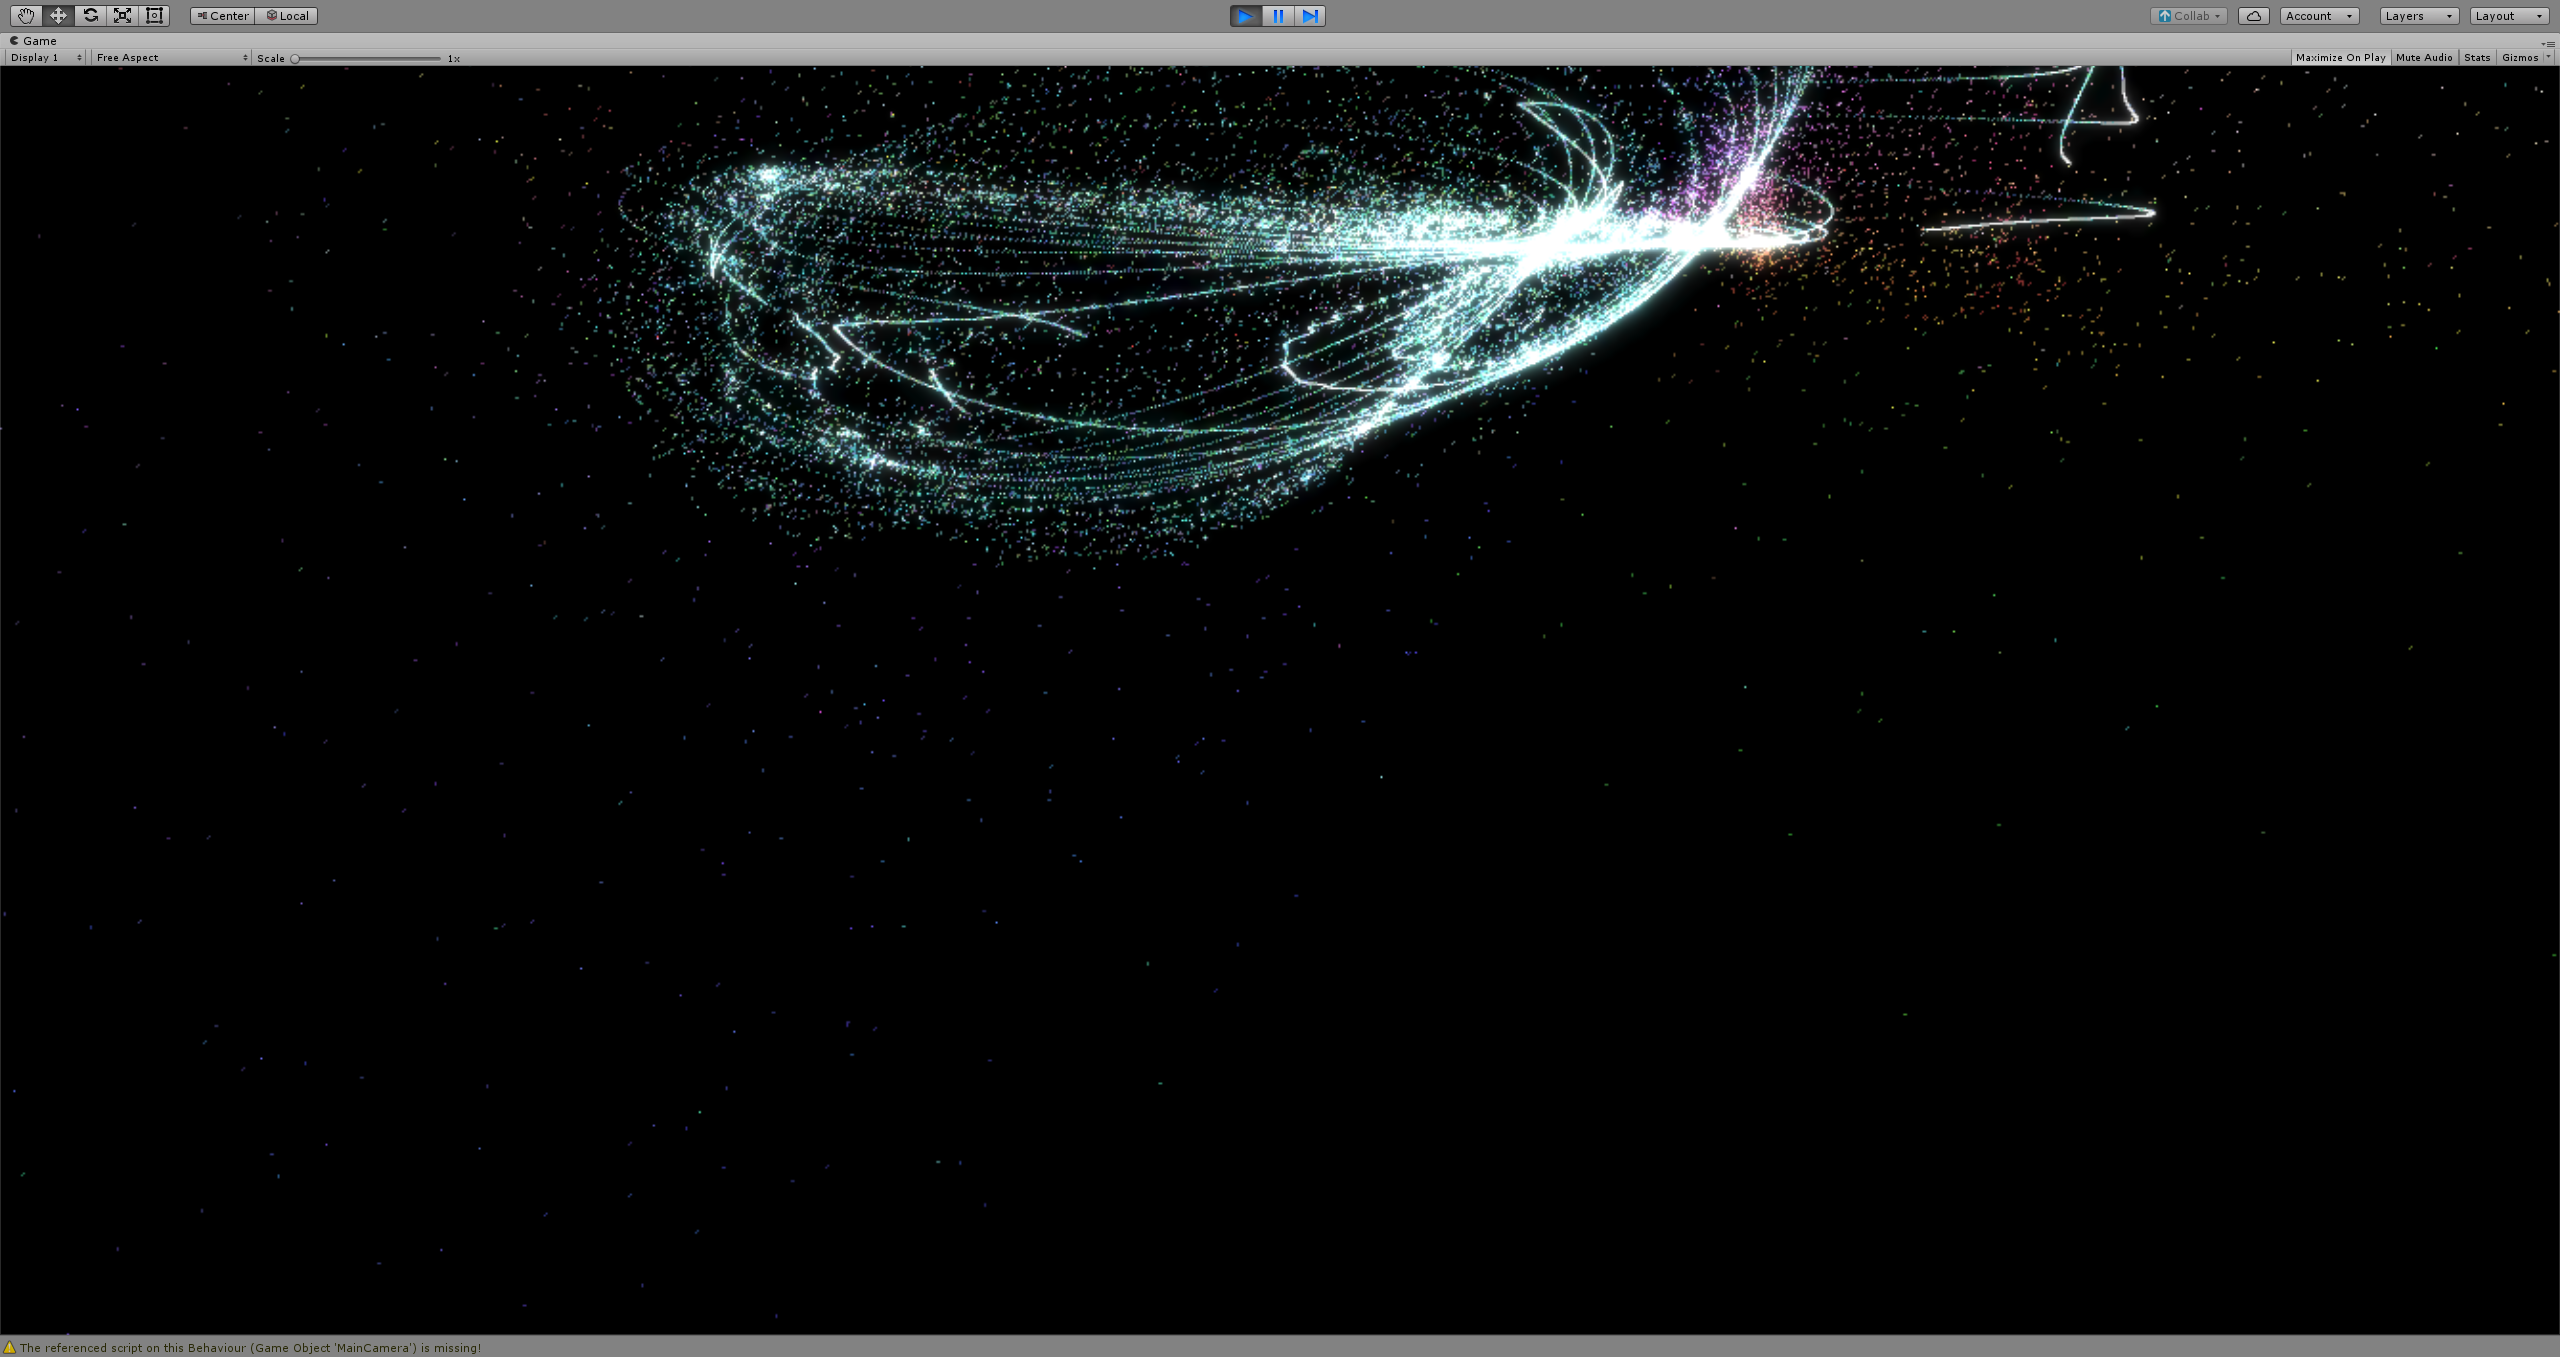 Center Local Collab Account Layers Layout
Game
Display 1 Free Aspect Scale 1x Maximize On Play Mute Audio Stats Gizmos
The referenced script on this Behaviour (Game Object 'MainCamera') is missing!